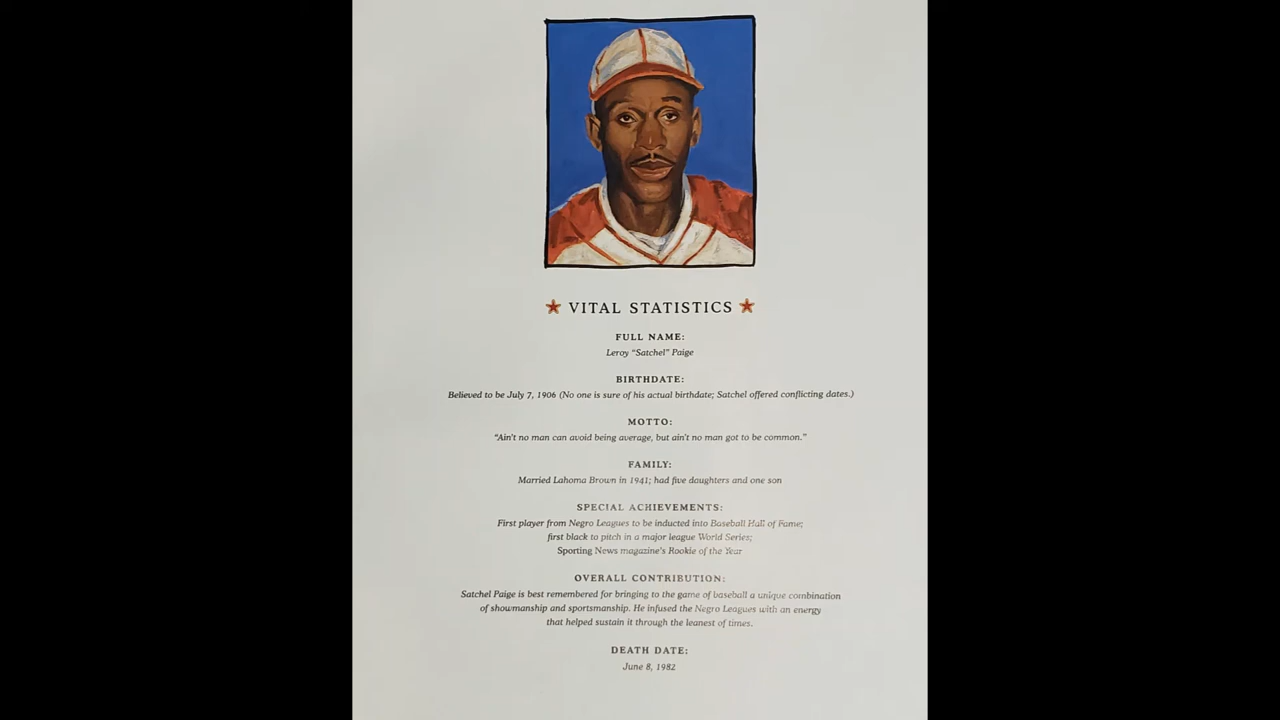 VITAL STATISTICS
FULL NAME:
Leroy "Satchel" Paige
BIRTHDATE:
Believed to be July 7, 1906 (No one is sure of his actual birthdate; Satchel offered conflicting dates.)
MOTTO:
"Ain't no man can avoid being average, but ain't no man got to be common."
FAMILY:
Married Lahoma Brown in 1941; had five daughters and one son
SPECIAL ACHIEVEMENTS:
First player from Negro Leagues to be inducted into Baseball Hall of Fame;
first black to pitch in a major league World Series;
Sporting News magazine's Rookie of the Year
OVERALL CONTRIBUTION:
Satchel Paige is best remembered for bringing to the game of baseball a unique combination
of showmanship and sportsmanship. He infused the Negro Leagues with an energy
that helped sustain it through the leanest of times.
DEATH DATE:
June 8, 1982